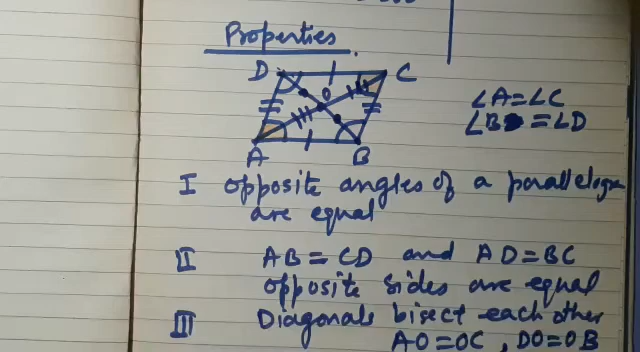 Properties.
D C
O
A B
∠A=∠C
∠B=∠D
I opposite angles of a parallelogram
are equal
II AB=CD and AD=BC
opposite sides are equal
III Diagonals bisect each other
AO=OC, DO=OB